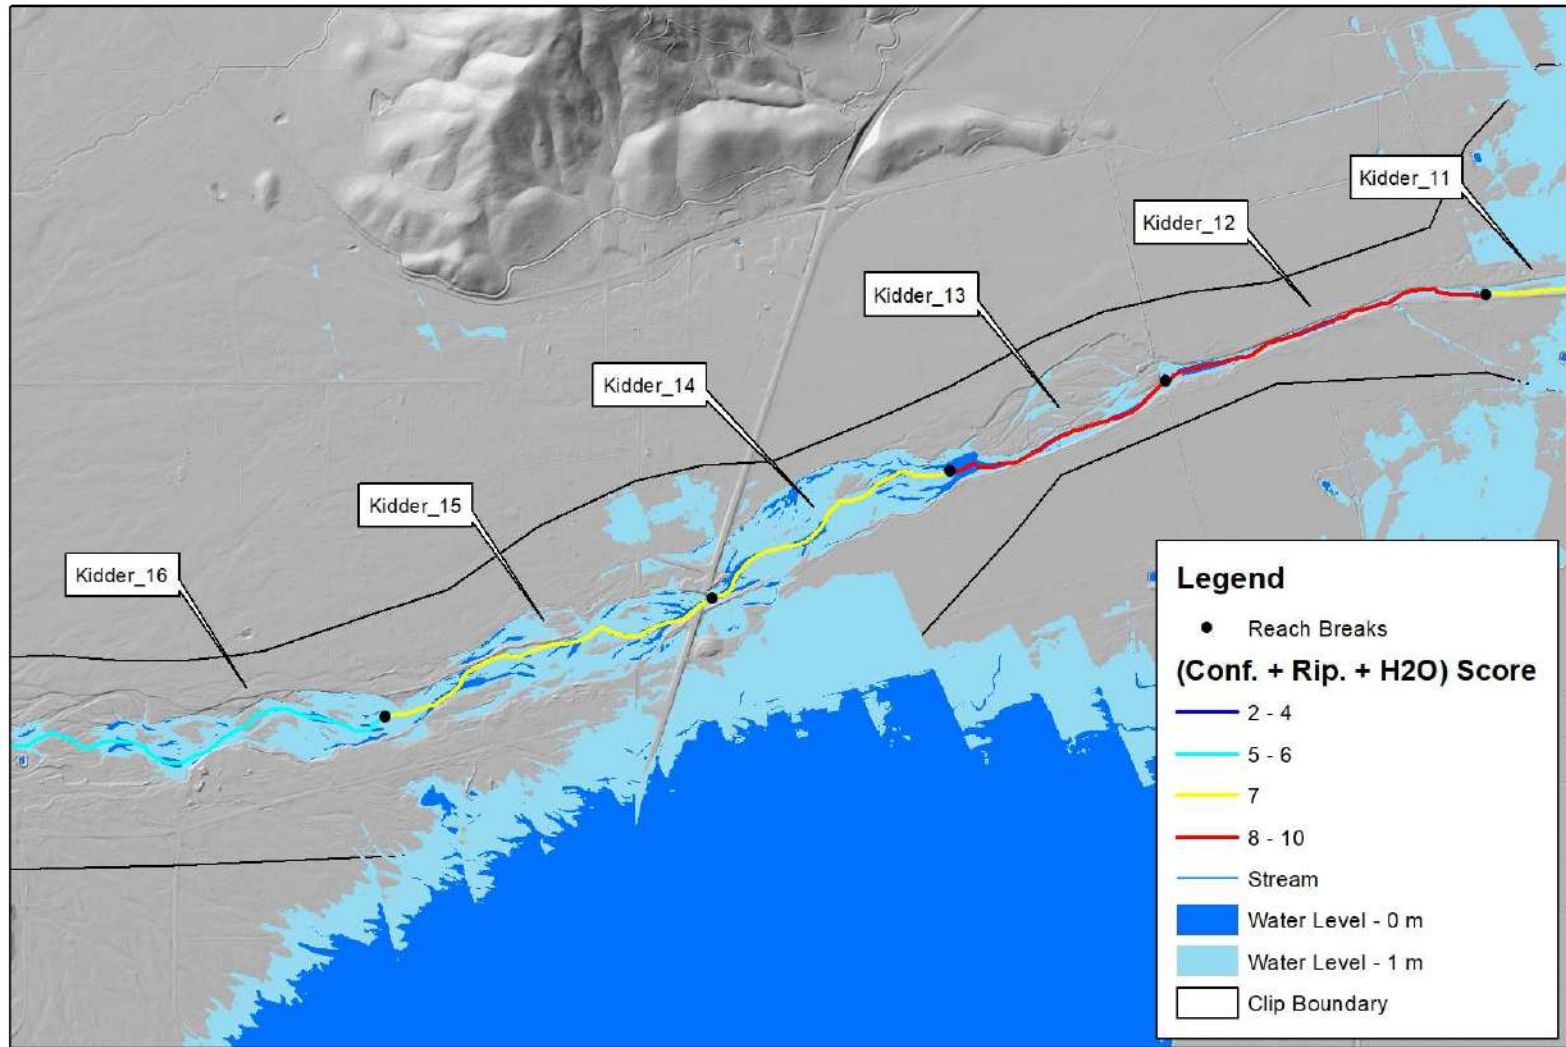 Kidder_11
Kidder_12
Kidder_13
Kidder_14
Kidder_15
Kidder_16
Legend
Reach Breaks
(Conf. + Rip. + H2O) Score
2 - 4
5 - 6
7
8 - 10
Stream
Water Level - 0 m
Water Level - 1 m
Clip Boundary